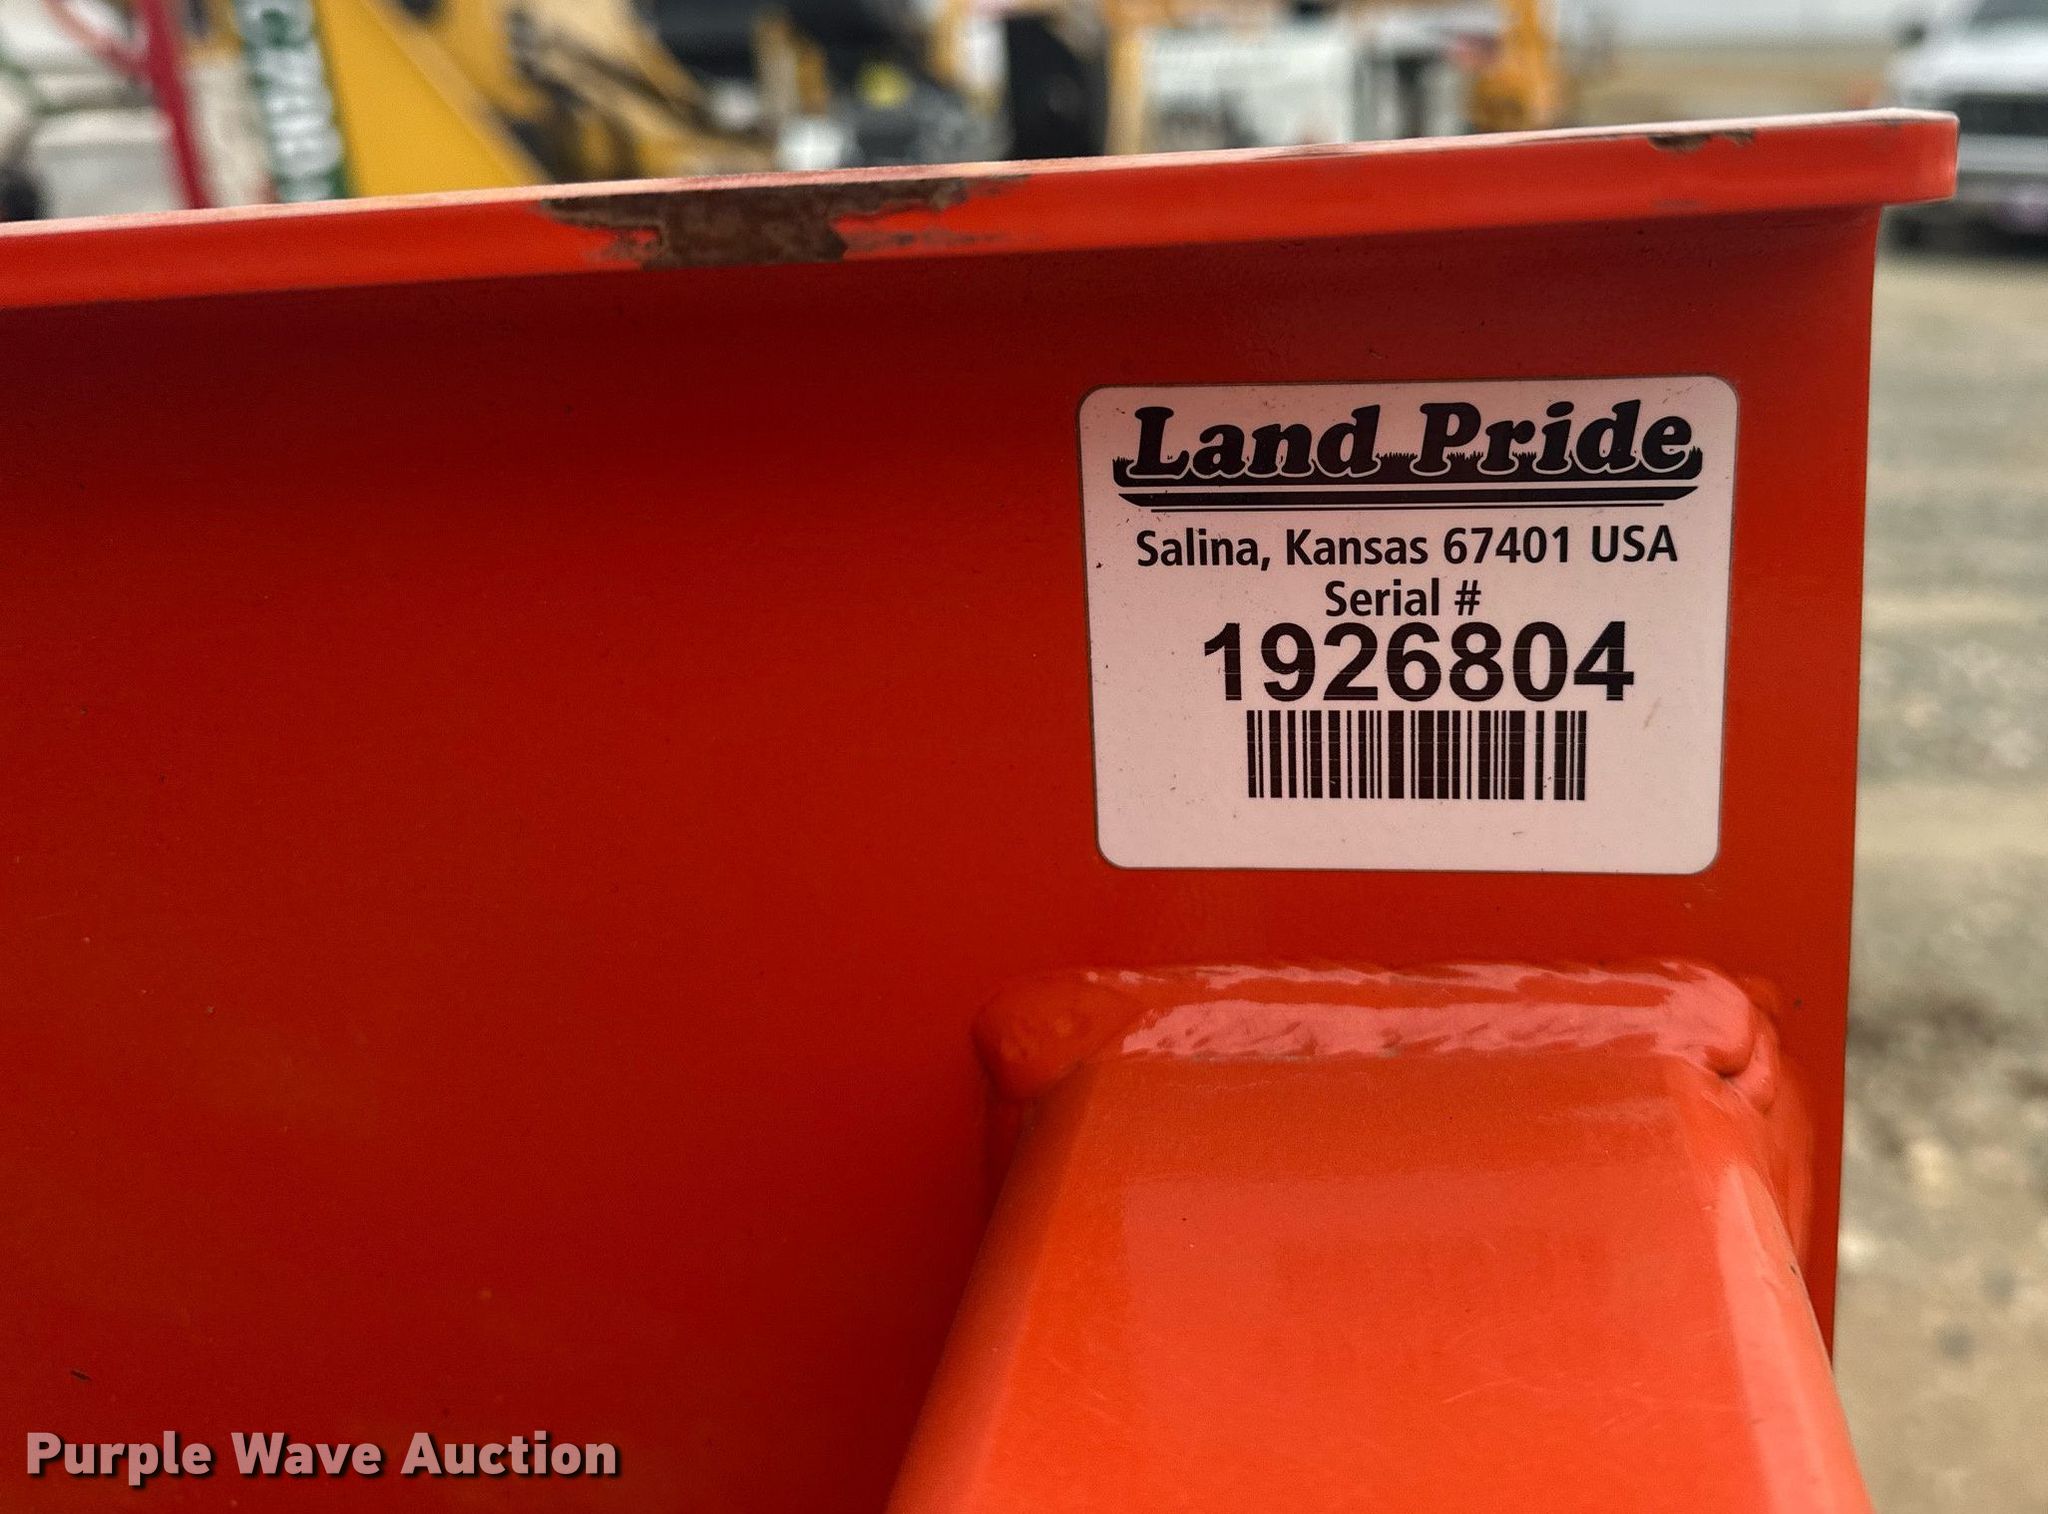 Land Pride
Salina, Kansas 67401 USA
Serial #
1926804
Purple Wave Auction